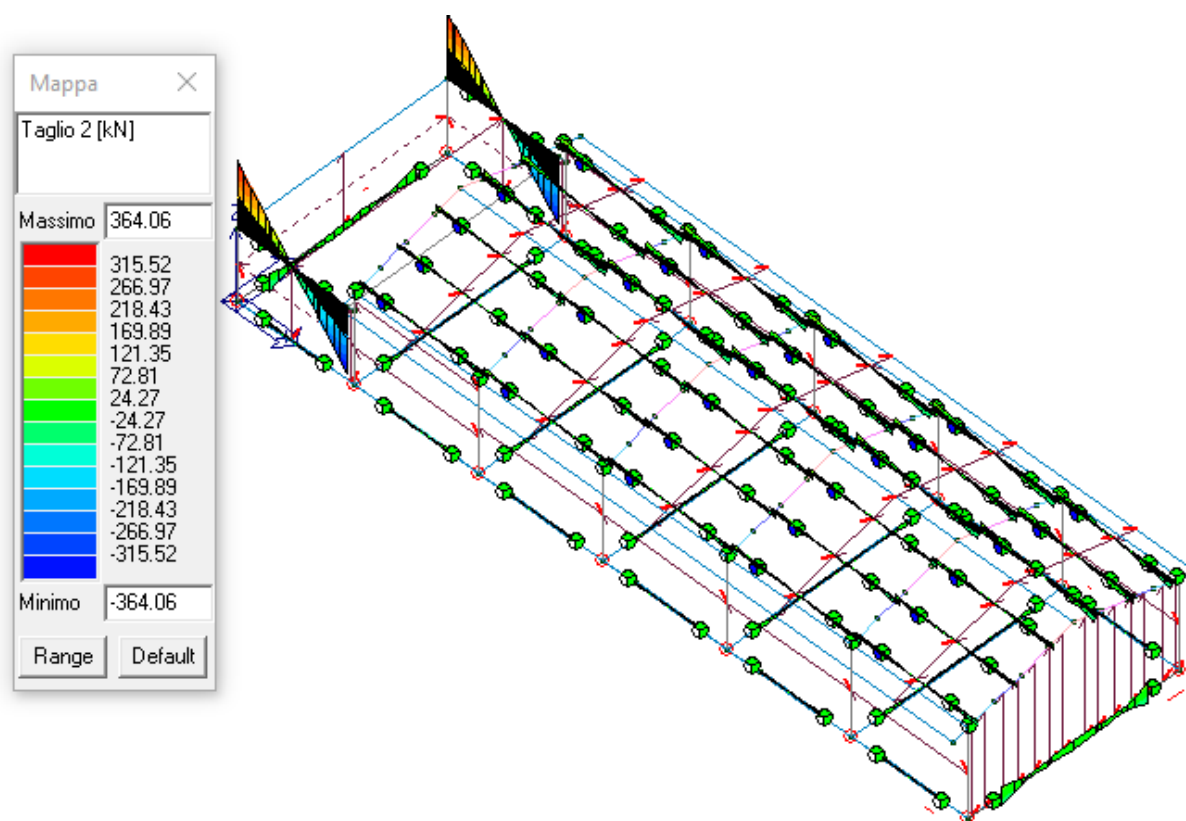 Mappa
Taglio 2 [kN]
Massimo 364.06
315.52
266.97
218.43
169.89
121.35
72.81
24.27
-24.27
-72.81
-121.35
-169.89
-218.43
-266.97
-315.52
Minimo -364.06
Range Default